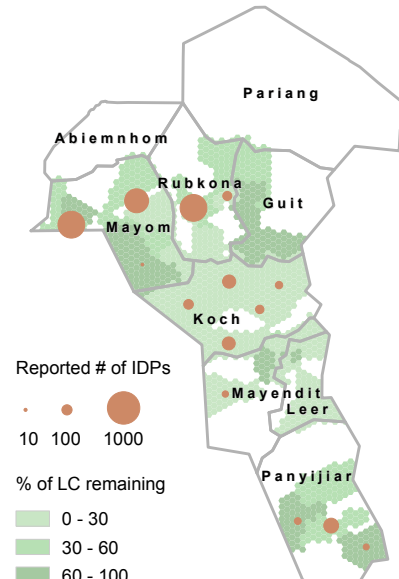 Pariang
Abiemnhom
Rubkona
Guit
Mayom
Koch
Reported # of IDPs
10 100 1000
Mayendit
Leer
Panyijiar
% of LC remaining
0 - 30
30 - 60
60 - 100